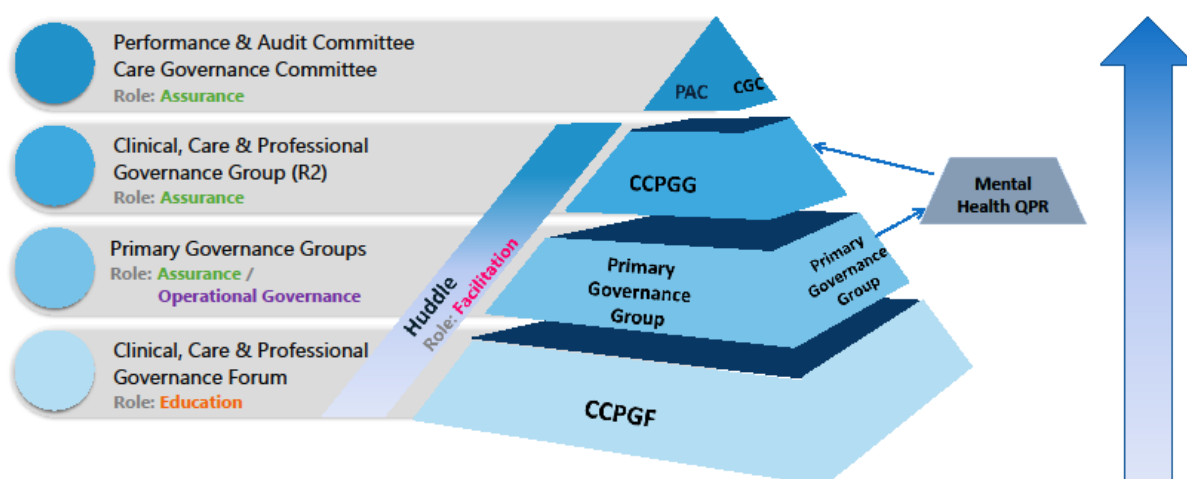 Performance & Audit Committee
Care Governance Committee
Role: Assurance
Clinical, Care & Professional
Governance Group (R2)
Role: Assurance
Primary Governance Groups
Role: Assurance /
Operational Governance
Clinical, Care & Professional
Governance Forum
Role: Education
Huddle
Role: Facilitation
PAC
CGC
CCPGG
Primary
Governance
Group
Primary
Governance
Group
CCPGF
Mental
Health QPR